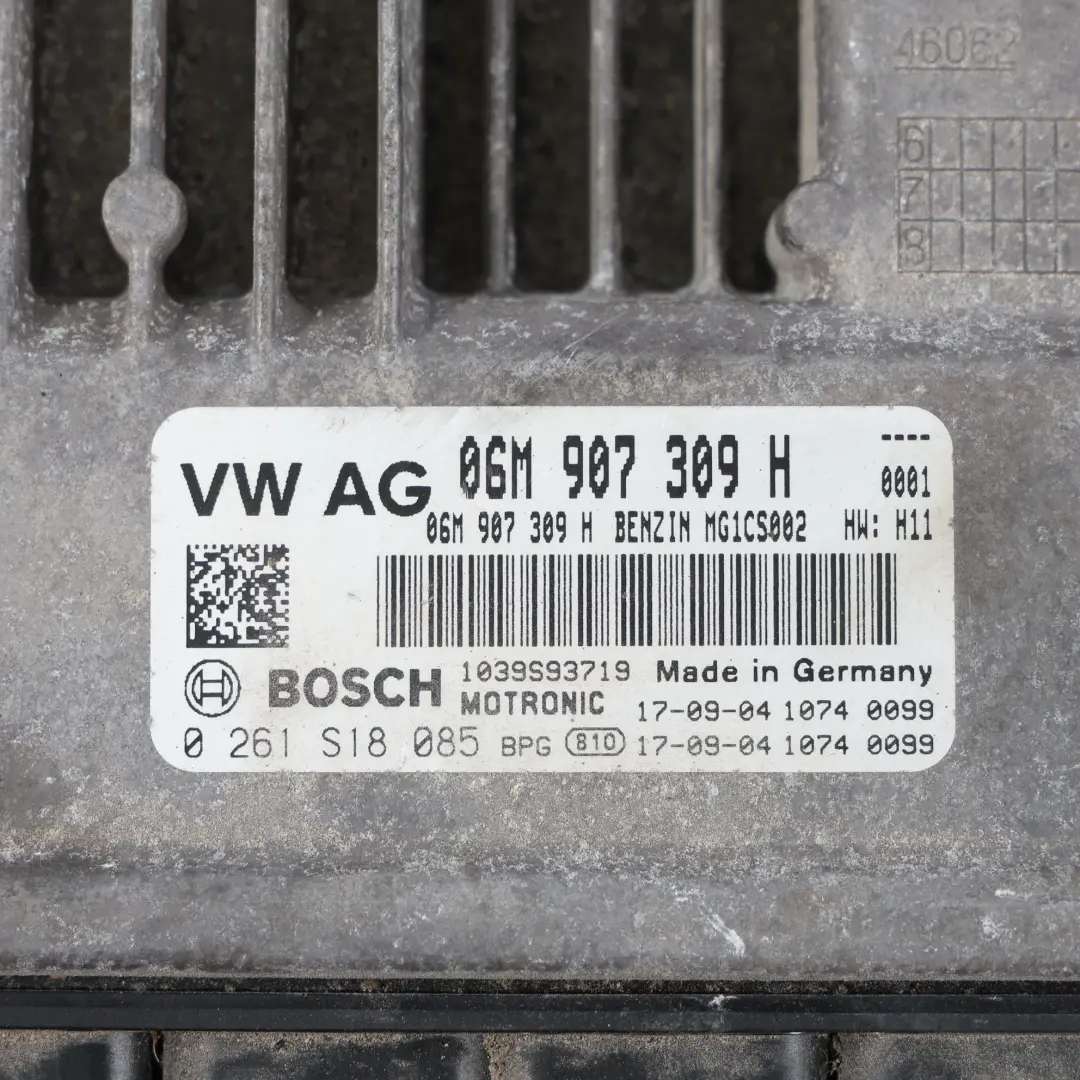 46062
6
7
8
VW AG 06M 907 309 H ----
0001
06M 907 309 H BENZIN MG1CS002 HW: H11
BOSCH 1039S93719 Made in Germany
MOTRONIC 17-09-04 1074 0099
0 261 S18 085 BPG 810 17-09-04 1074 0099